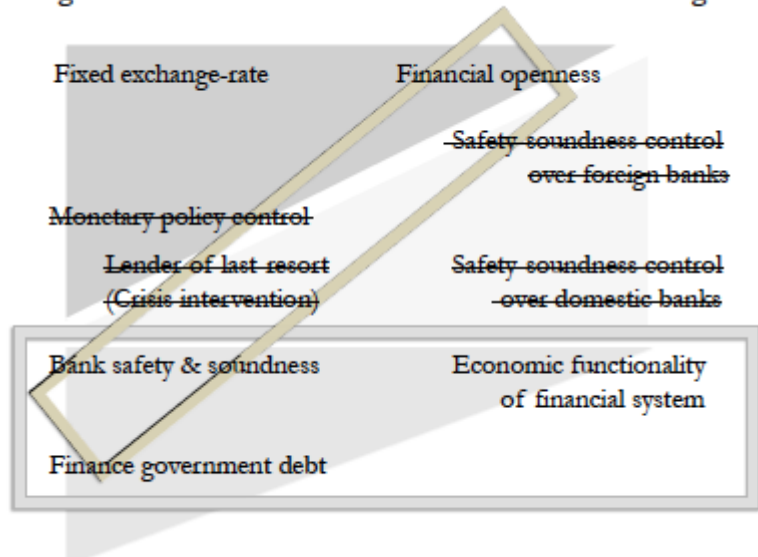 Fixed exchange-rate
Financial openness
Safety soundness control
over foreign banks
Monetary policy control
Lender of last resort
(Crisis intervention)
Safety soundness control
over domestic banks
Bank safety & soundness
Economic functionality
of financial system
Finance government debt